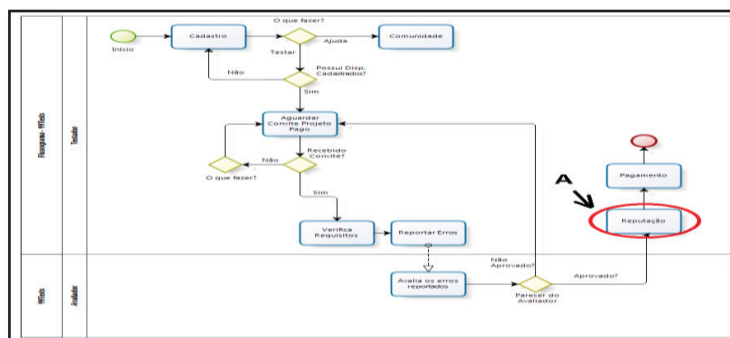 O que fazer?
Início
Cadastro
Ajuda
Comunidade
Testar
Possui Disp.
Cadastrados?
Não
Sim
Aguardar
Convite Projeto
Pago
Recebido
Convite?
Não
O que fazer?
Sim
Verifica
Requisitos
Reportar Erros
A
Pagamento
Reputação
Testador
Avalia os erros
reportados
Não
Aprovado?
Parecer do
Avaliador
Aprovado?
99Tests
Avaliador